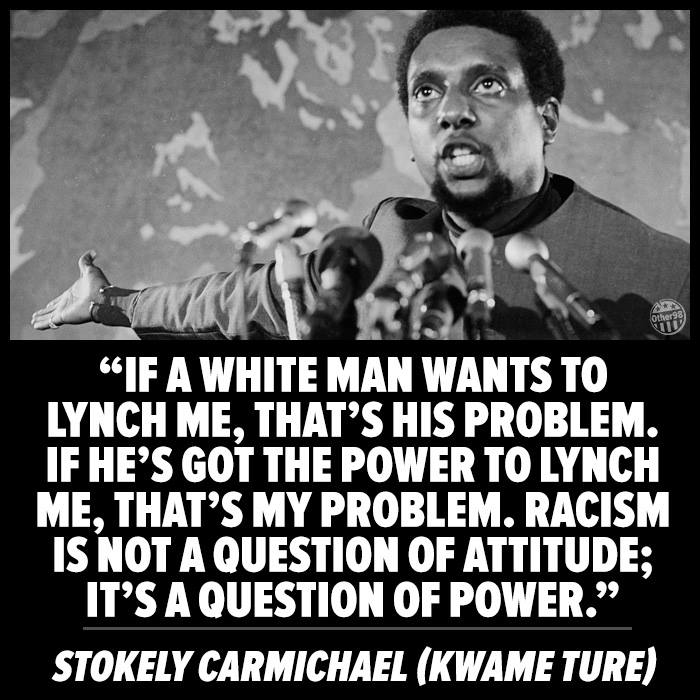 Other98
“IF A WHITE MAN WANTS TO
LYNCH ME, THAT’S HIS PROBLEM.
IF HE’S GOT THE POWER TO LYNCH
ME, THAT’S MY PROBLEM. RACISM
IS NOT A QUESTION OF ATTITUDE;
IT’S A QUESTION OF POWER.”
STOKELY CARMICHAEL (KWAME TURE)